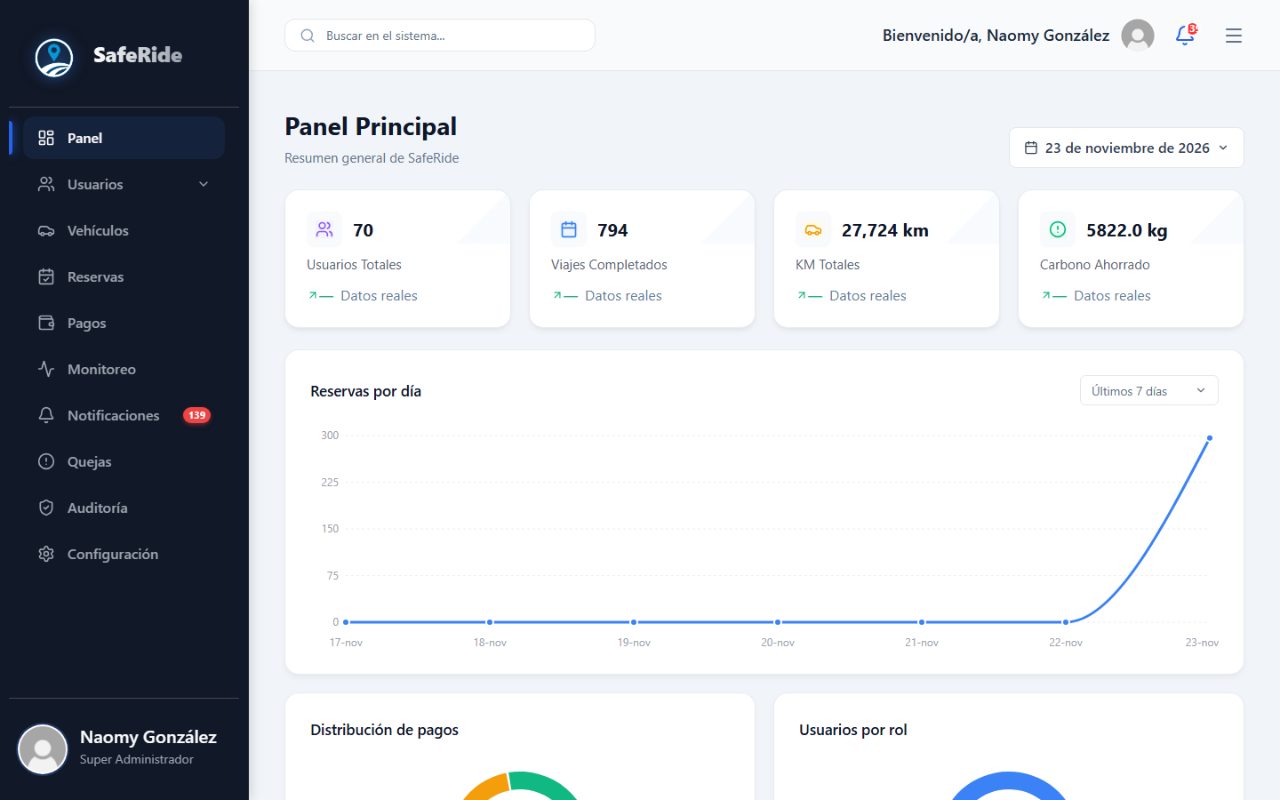 SafeRide
Buscar en el sistema...
Bienvenido/a, Naomy González
Panel
Usuarios
Vehículos
Reservas
Pagos
Monitoreo
Notificaciones 139
Quejas
Auditoría
Configuración
Naomy González
Super Administrador
Panel Principal
Resumen general de SafeRide
23 de noviembre de 2026
70
Usuarios Totales
Datos reales
794
Viajes Completados
Datos reales
27,724 km
KM Totales
Datos reales
5822.0 kg
Carbono Ahorrado
Datos reales
Reservas por día
Últimos 7 días
300
225
150
75
0
17-nov 18-nov 19-nov 20-nov 21-nov 22-nov 23-nov
Distribución de pagos
Usuarios por rol